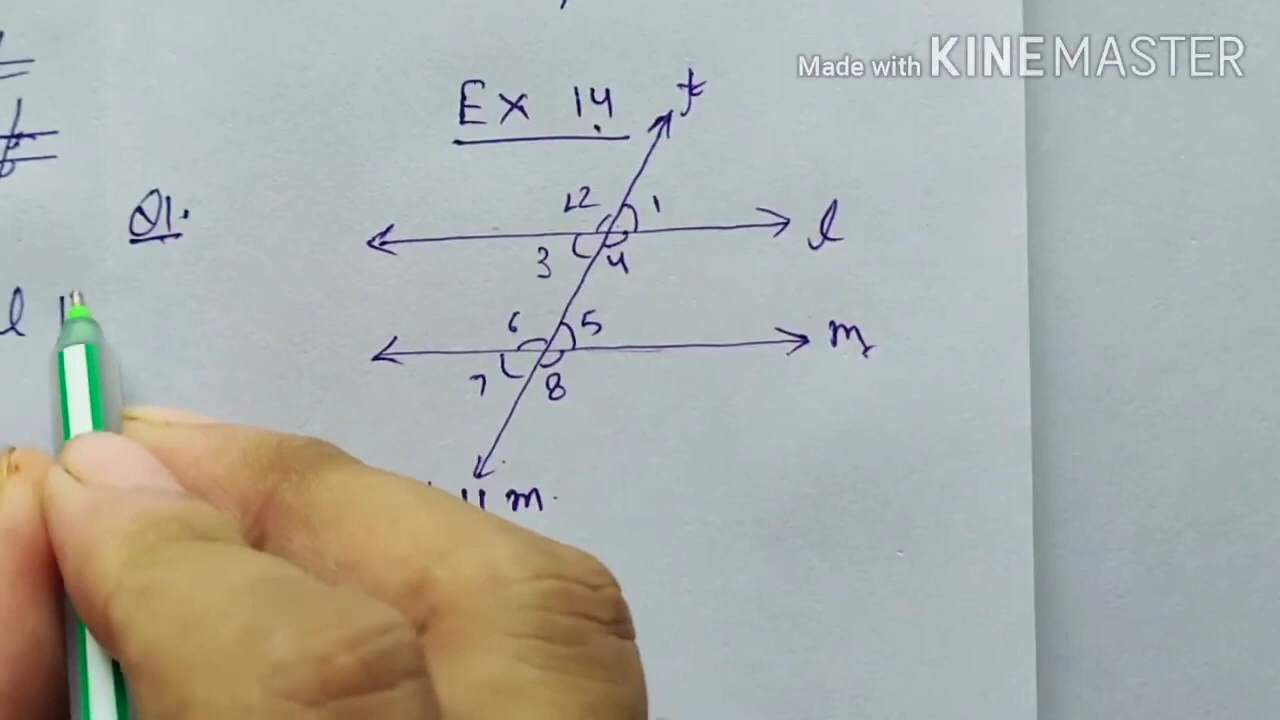 Made with KINEMASTER
Ex 14
t
Q1.
∠2 1
l
3 4
l
6 5
m
7 8
|| m.